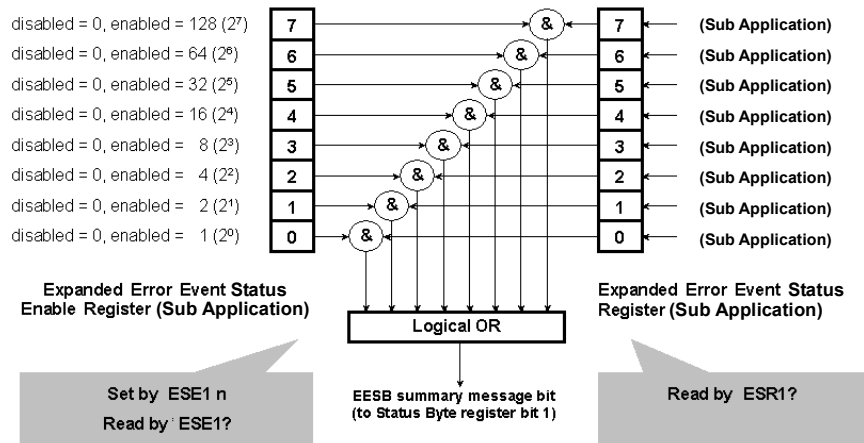 disabled = 0, enabled = 128 (2⁷) 7 & 7 (Sub Application)
disabled = 0, enabled = 64 (2⁶) 6 & 6 (Sub Application)
disabled = 0, enabled = 32 (2⁵) 5 & 5 (Sub Application)
disabled = 0, enabled = 16 (2⁴) 4 & 4 (Sub Application)
disabled = 0, enabled = 8 (2³) 3 & 3 (Sub Application)
disabled = 0, enabled = 4 (2²) 2 & 2 (Sub Application)
disabled = 0, enabled = 2 (2¹) 1 & 1 (Sub Application)
disabled = 0, enabled = 1 (2⁰) 0 & 0 (Sub Application)
Expanded Error Event Status
Enable Register (Sub Application)
Expanded Error Event Status
Register (Sub Application)
Logical OR
Set by ESE1 n
Read by ESE1?
EESB summary message bit
(to Status Byte register bit 1)
Read by ESR1?